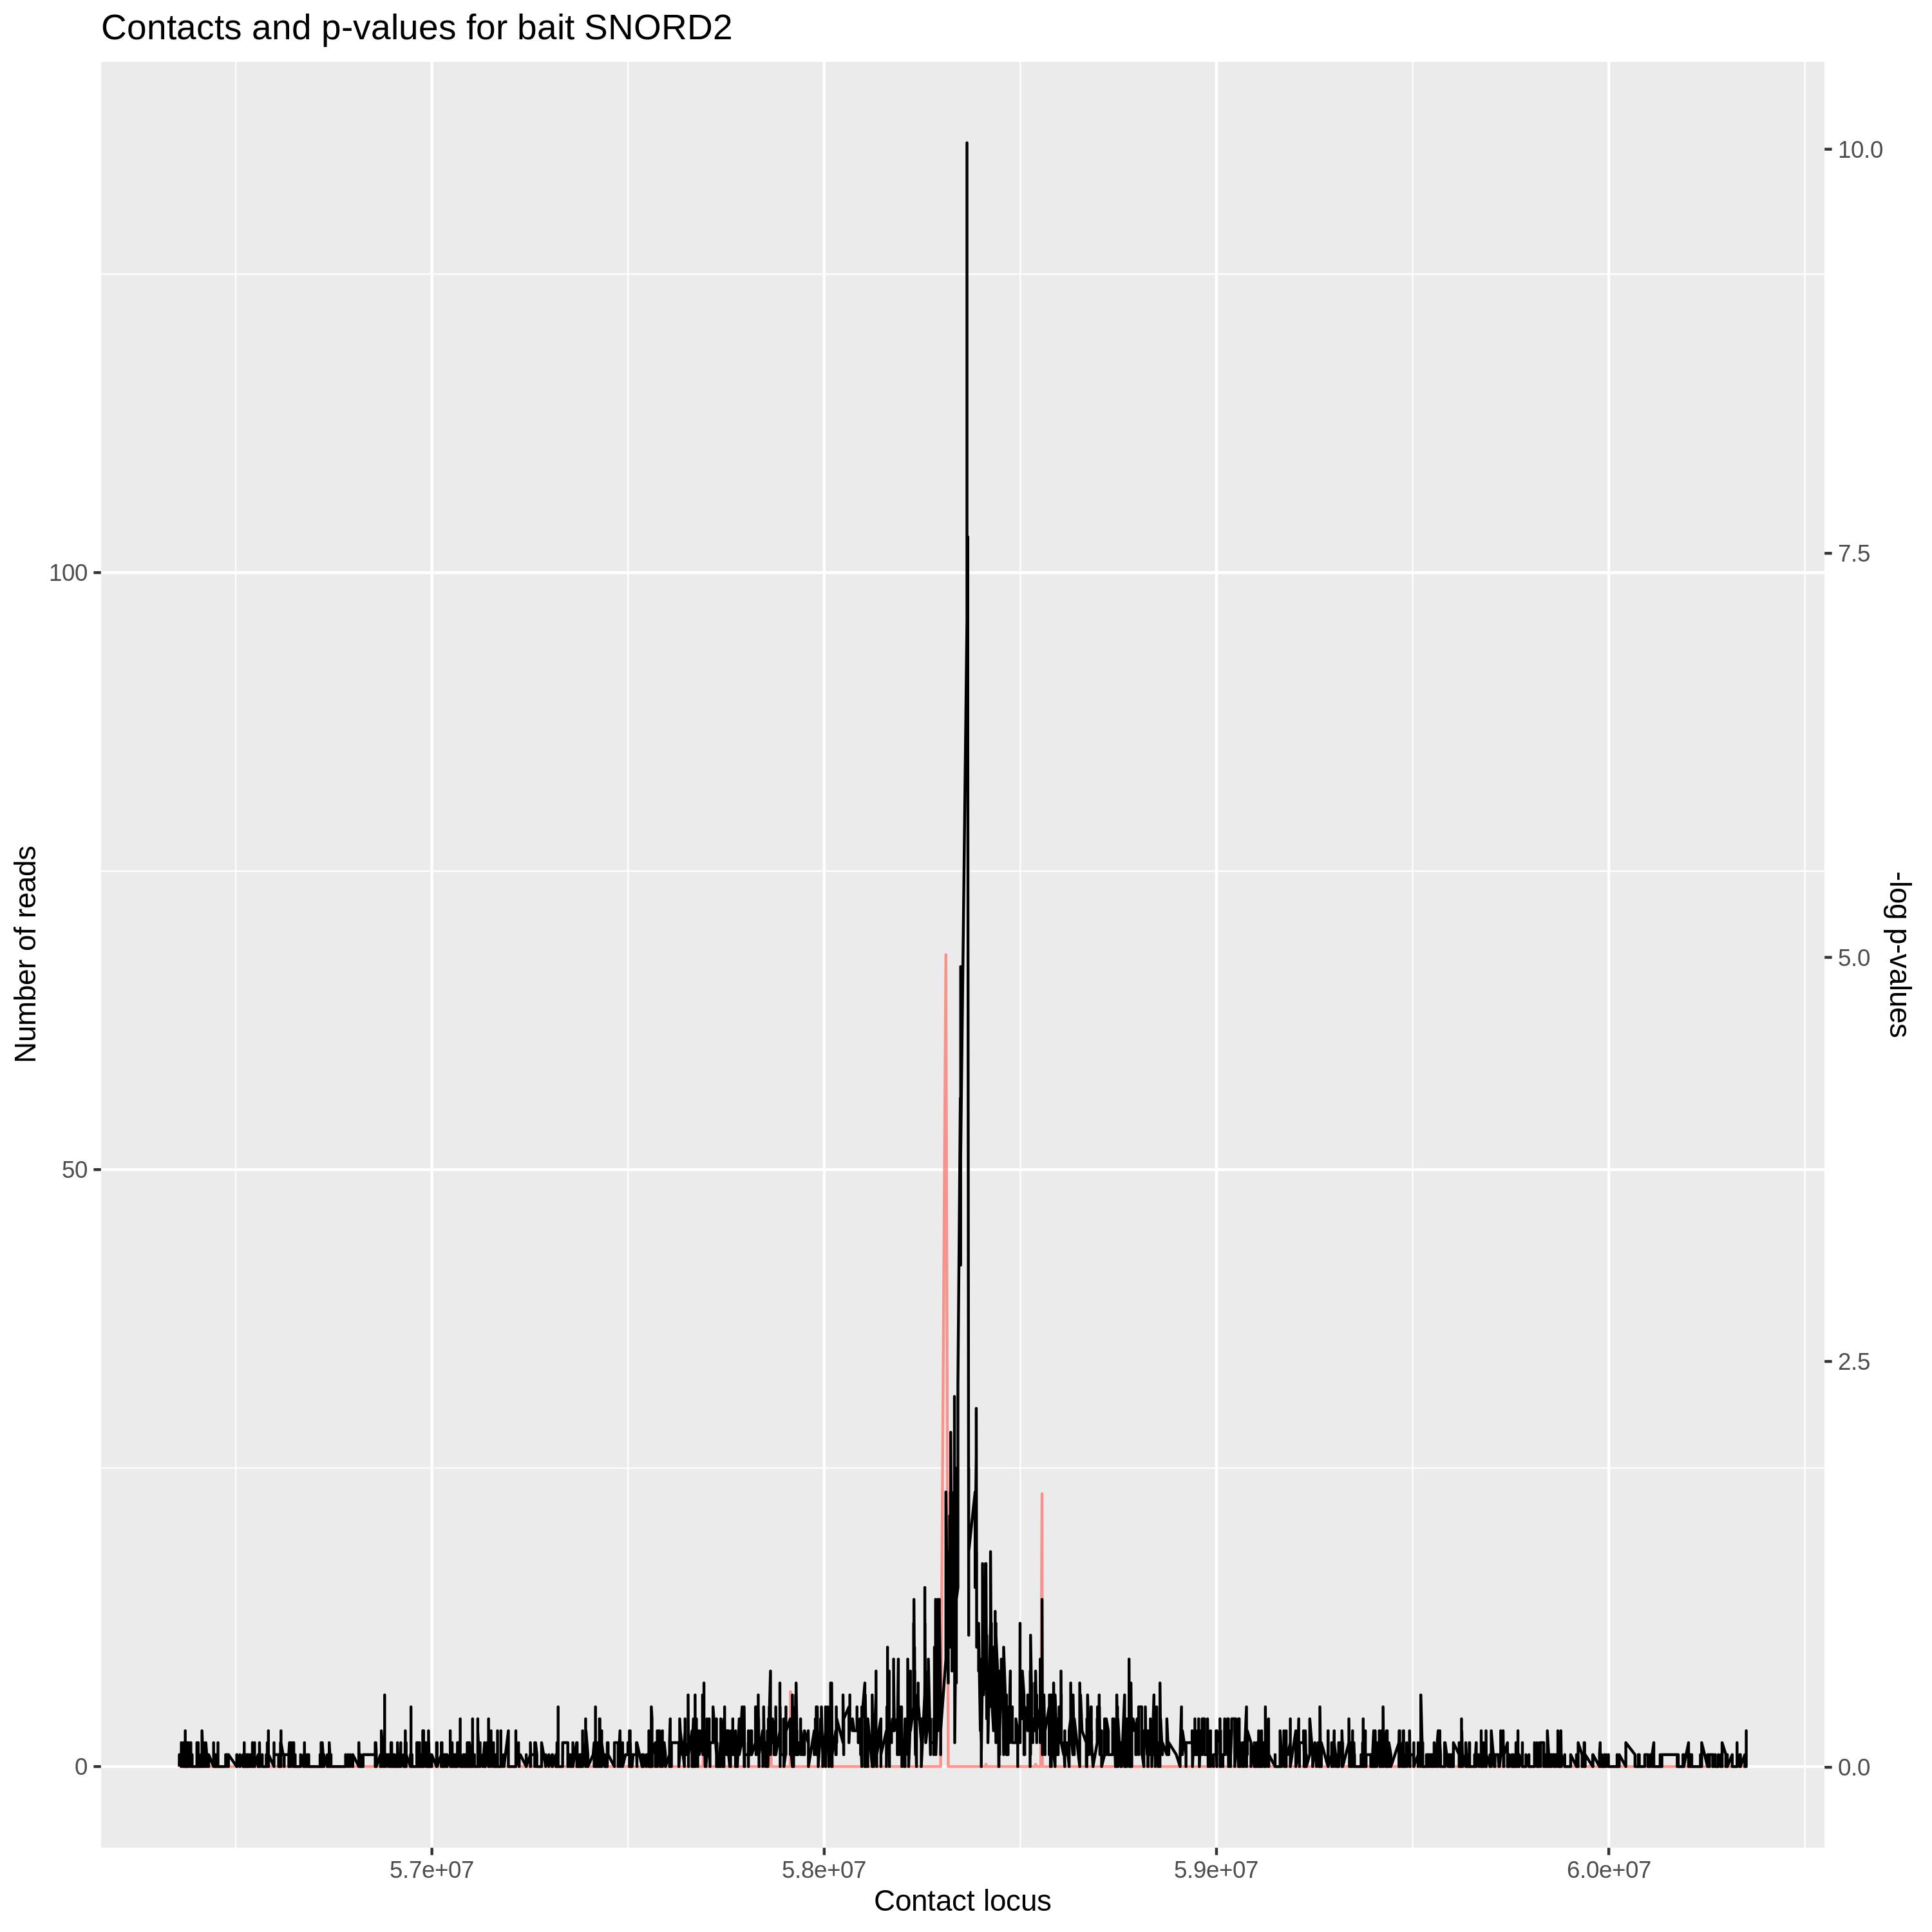 Contacts and p-values for bait SNORD2
Number of reads
100
50
0
10.0
7.5
5.0
2.5
0.0
-log p-values
5.7e+07
5.8e+07
5.9e+07
6.0e+07
Contact locus